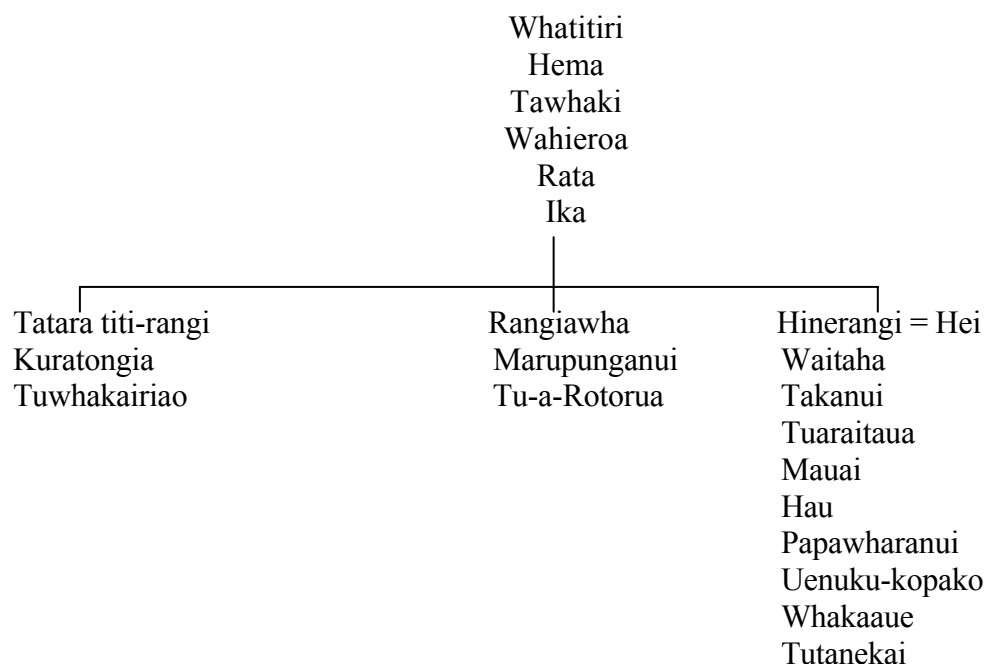 Whatitiri
Hema
Tawhaki
Wahieroa
Rata
Ika
Tatara titi-rangi Rangiawha Hinerangi = Hei
Kuratongia Marupunganui Waitaha
Tuwhakairiao Tu-a-Rotorua Takanui
Tuaraitaua
Mauai
Hau
Papawharanui
Uenuku-kopako
Whakaaue
Tutanekai